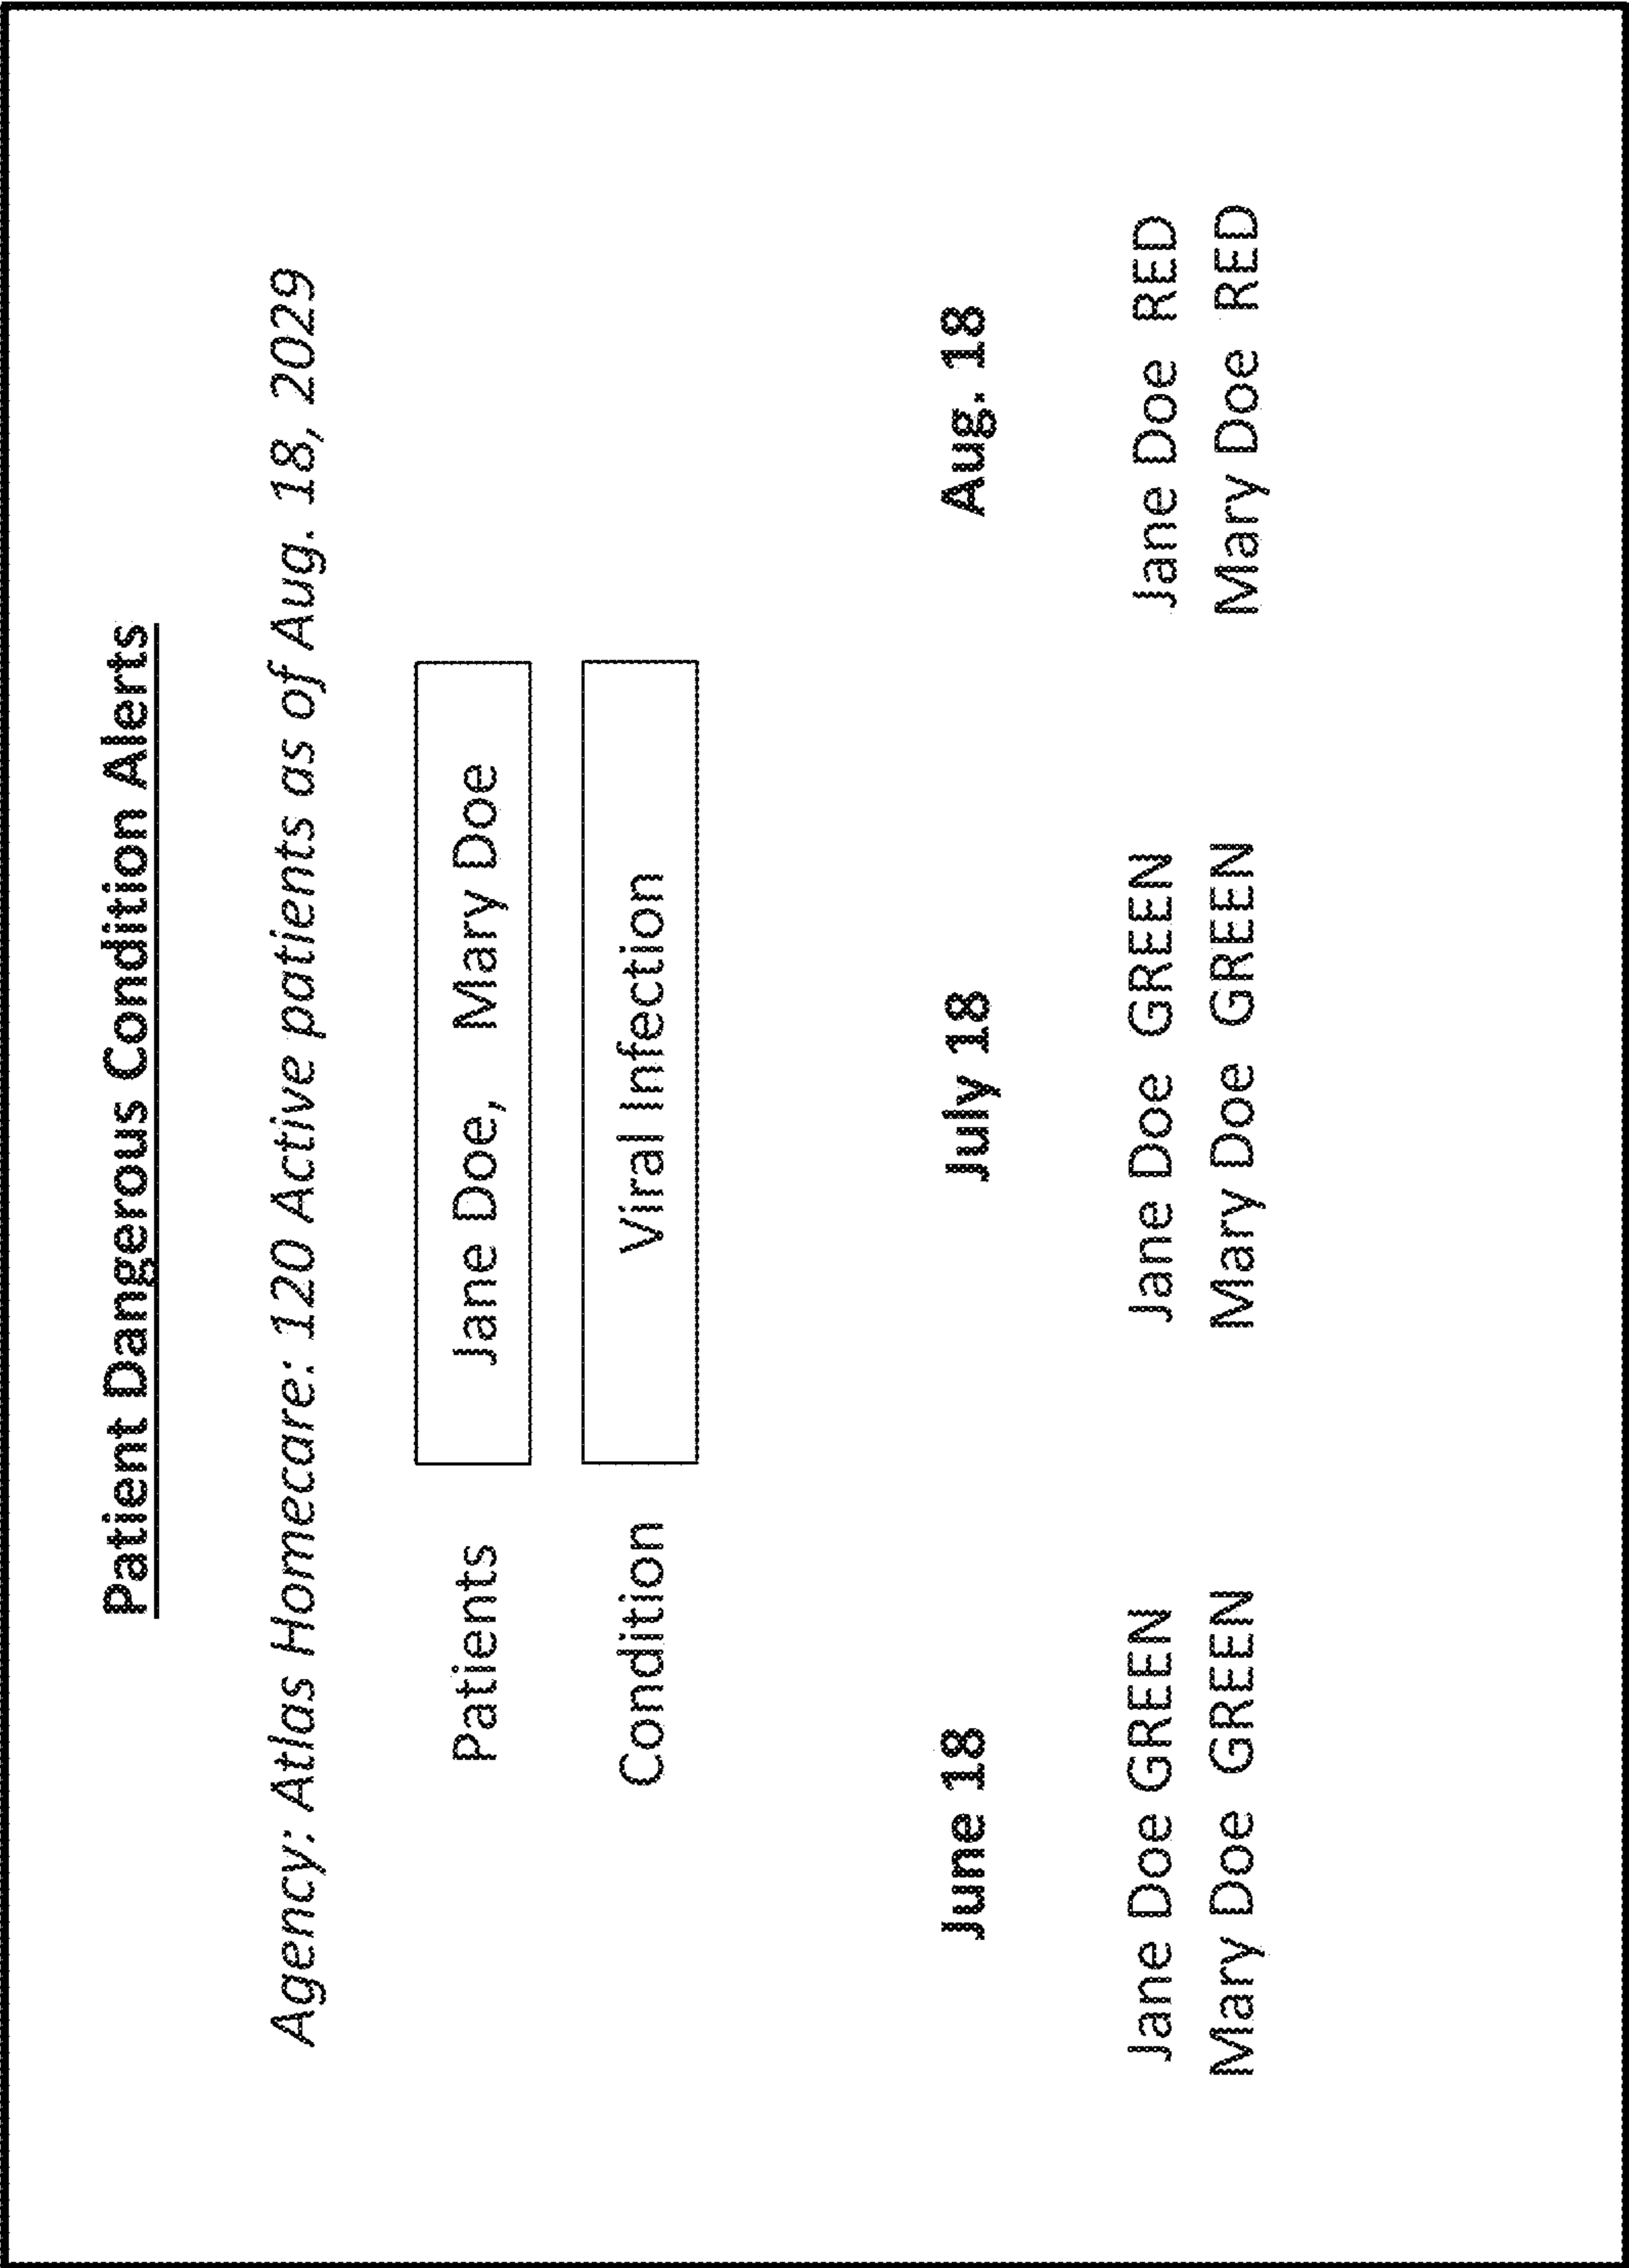 Patient Dangerous Condition Alerts
Agency: Atlas Homecare: 120 Active patients as of Aug. 18, 2029
Patients Jane Doe, Mary Doe
Condition Viral Infection
June 18 July 18 Aug. 18
Jane Doe GREEN Jane Doe GREEN Jane Doe RED
Mary Doe GREEN Mary Doe GREEN Mary Doe RED